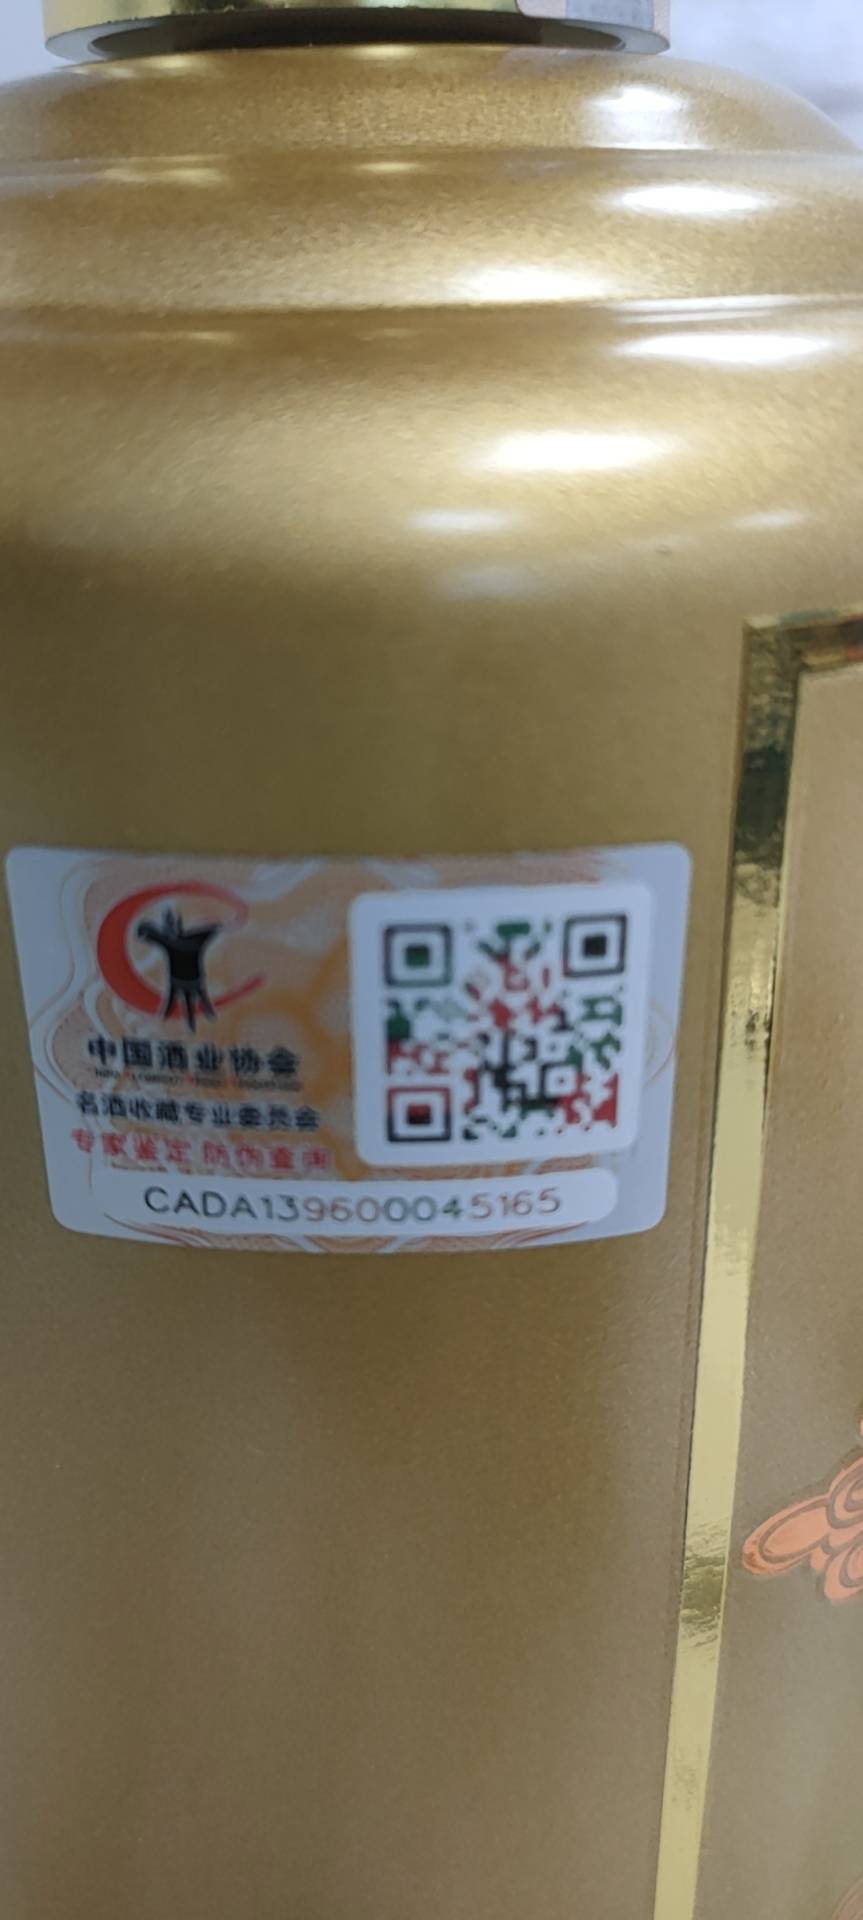 中国酒业协会
名酒收藏专业委员会
专家鉴定 防伪查询
CADA139600045165